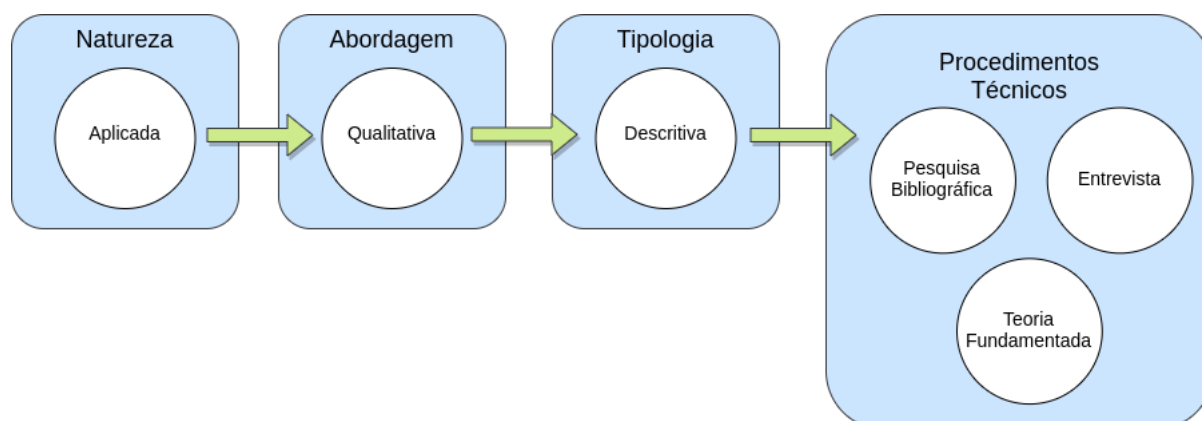 Natureza
Aplicada
Abordagem
Qualitativa
Tipologia
Descritiva
Procedimentos
Técnicos
Pesquisa
Bibliográfica
Entrevista
Teoria
Fundamentada